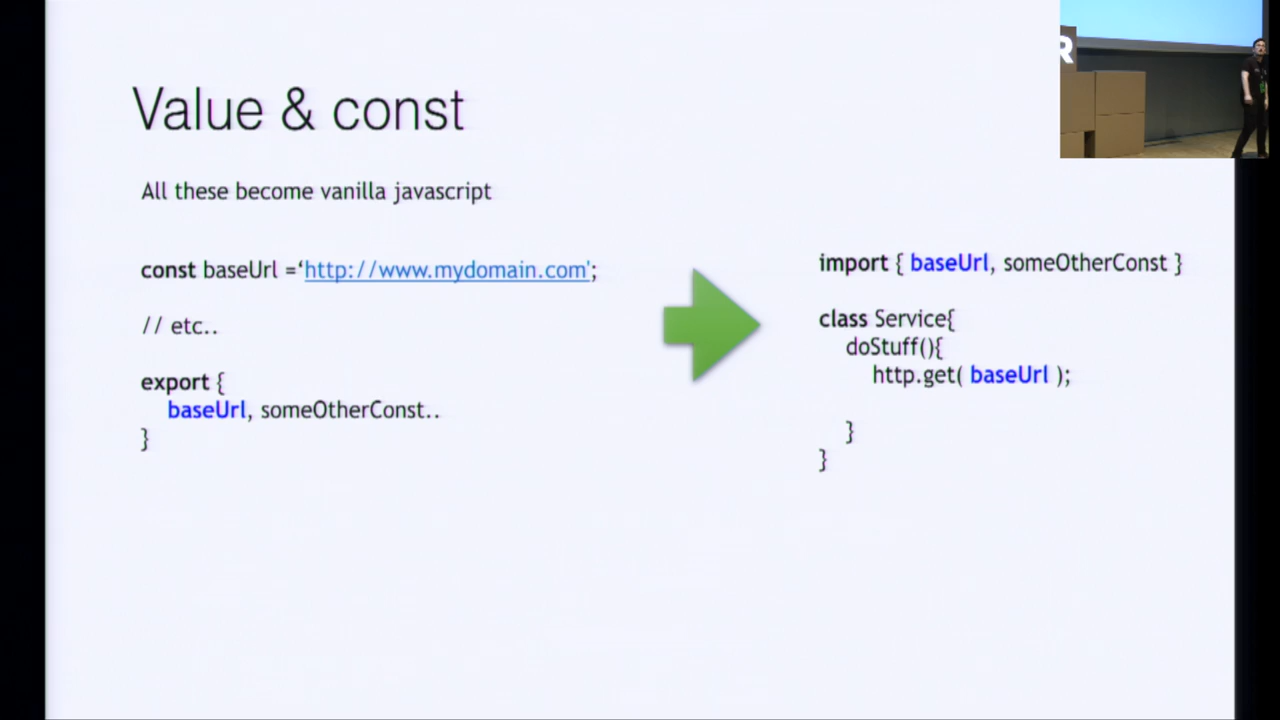 Value & const
All these become vanilla javascript
const baseUrl =‘http://www.mydomain.com';
// etc..
export {
baseUrl, someOtherConst..
}
import { baseUrl, someOtherConst }
class Service{
doStuff(){
http.get( baseUrl );
}
}
R